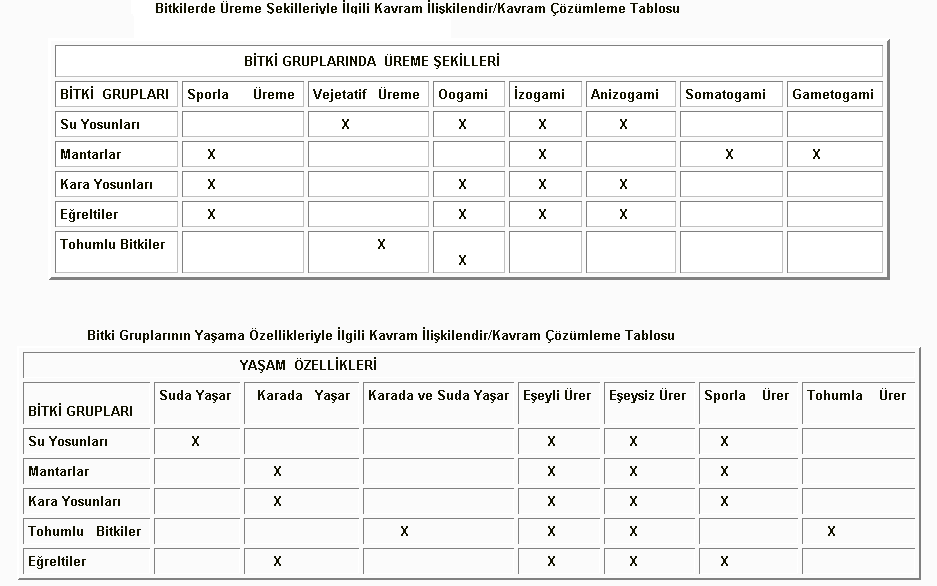 Bitkilerde Üreme Şekilleriyle İlgili Kavram İlişkilendir/Kavram Çözümleme Tablosu
BİTKİ GRUPLARINDA ÜREME ŞEKİLLERİ
BİTKİ GRUPLARI Sporla Üreme Vejetatif Üreme Oogami İzogami Anizogami Somatogami Gametogami
Su Yosunları X X X X
Mantarlar X X X X
Kara Yosunları X X X X
Eğreltiler X X X X
Tohumlu Bitkiler X
X
Bitki Gruplarının Yaşama Özellikleriyle İlgili Kavram İlişkilendir/Kavram Çözümleme Tablosu
YAŞAM ÖZELLİKLERİ
BİTKİ GRUPLARI Suda Yaşar Karada Yaşar Karada ve Suda Yaşar Eşeyli Ürer Eşeysiz Ürer Sporla Ürer Tohumla Ürer
Su Yosunları X X X X
Mantarlar X X X X
Kara Yosunları X X X X
Tohumlu Bitkiler X X X X
Eğreltiler X X X X